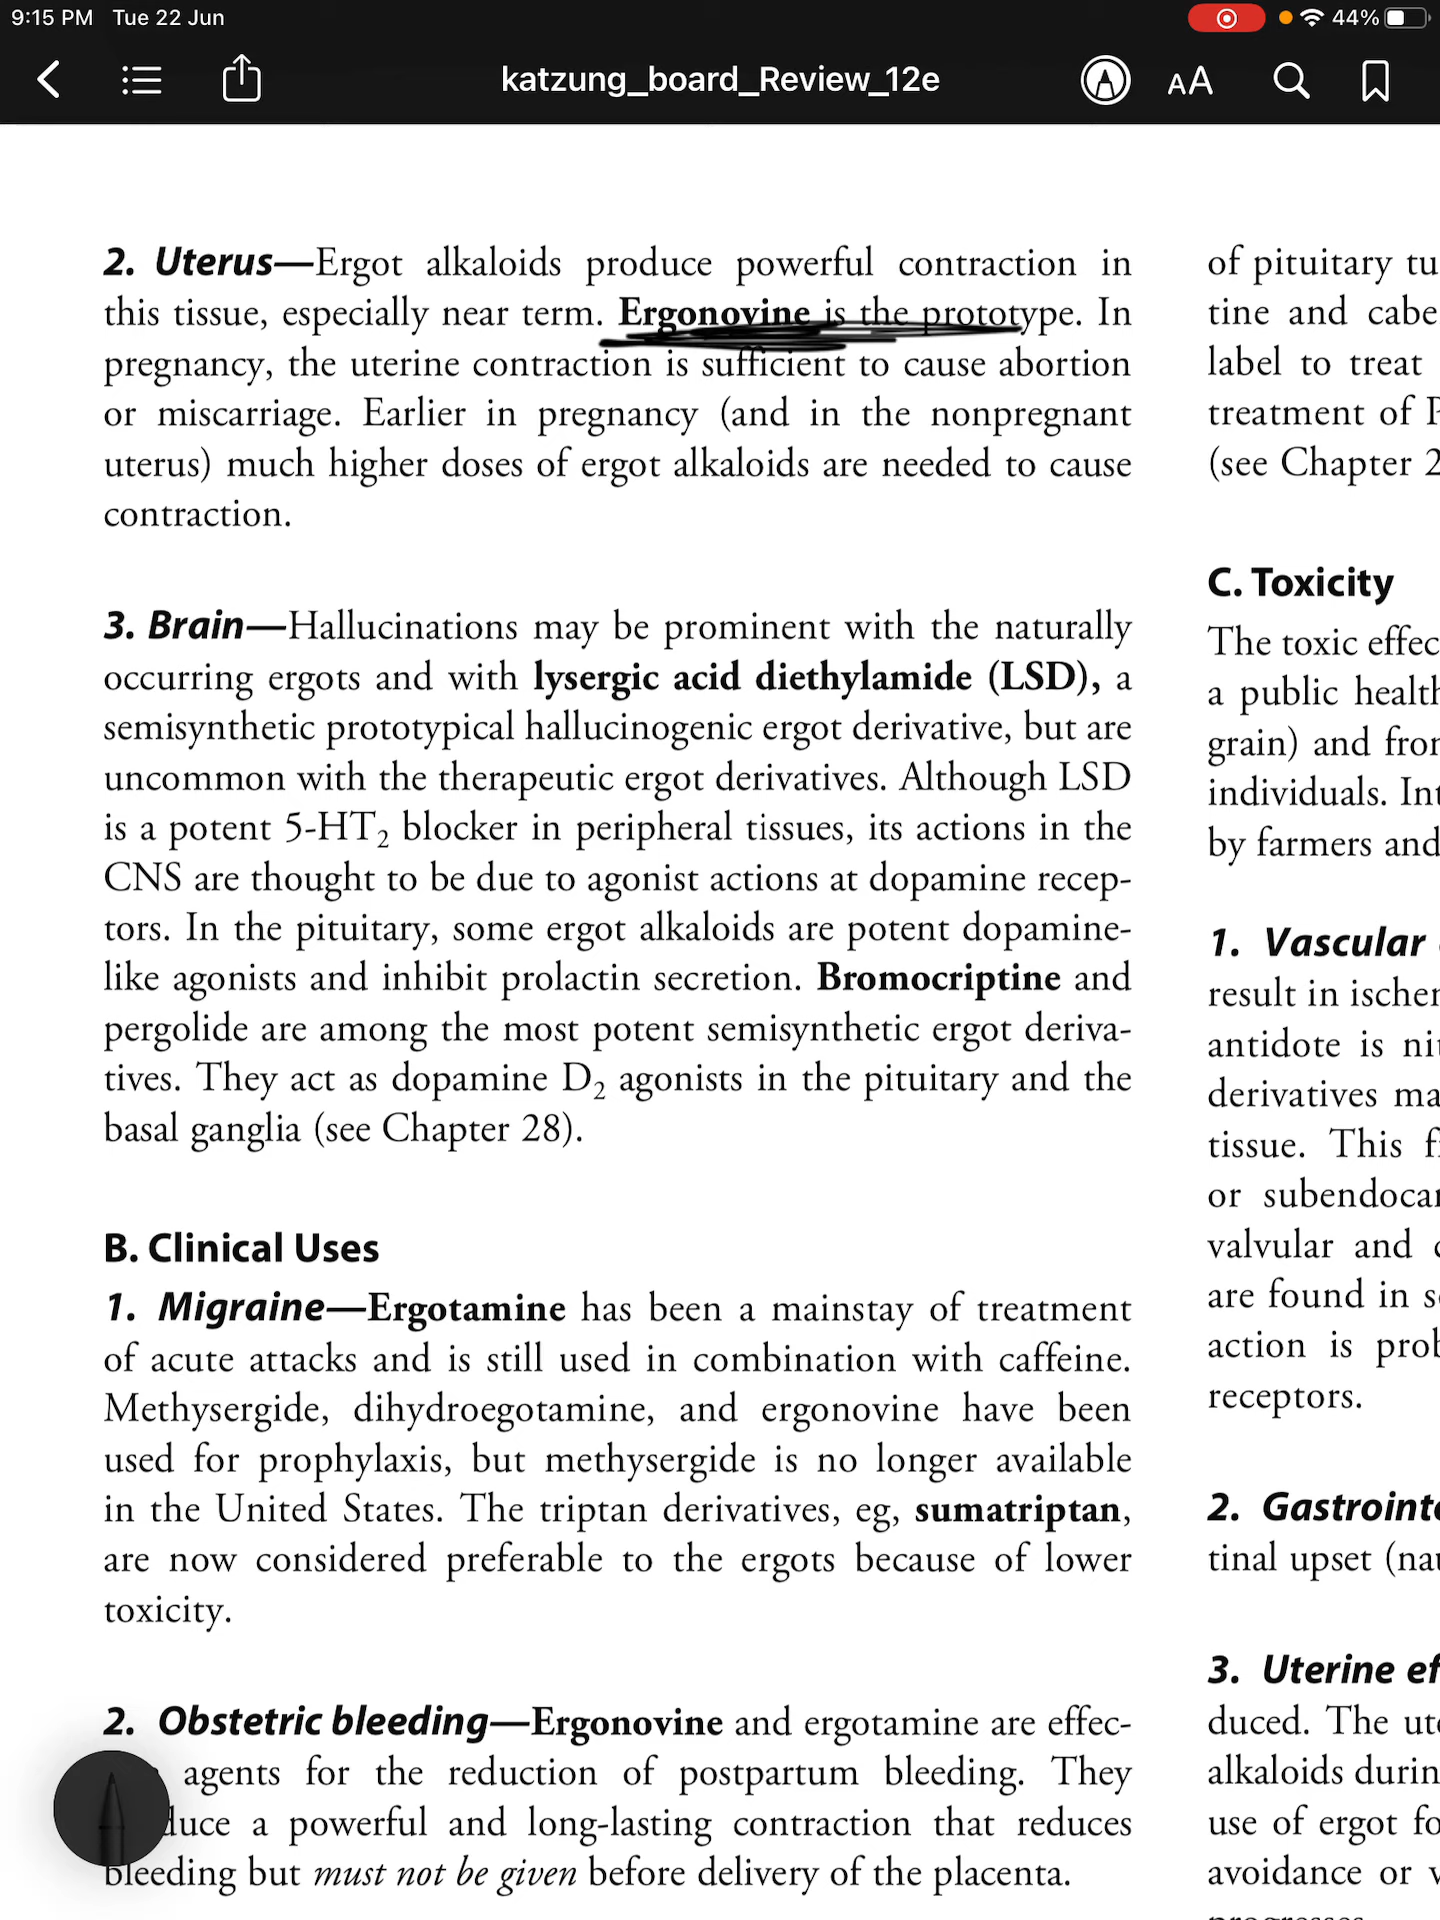 9:15 PM Tue 22 Jun
44%
katzung_board_Review_12e
AA
2. Uterus—Ergot alkaloids produce powerful contraction in
this tissue, especially near term. Ergonovine is the prototype. In
pregnancy, the uterine contraction is sufficient to cause abortion
or miscarriage. Earlier in pregnancy (and in the nonpregnant
uterus) much higher doses of ergot alkaloids are needed to cause
contraction.
3. Brain—Hallucinations may be prominent with the naturally
occurring ergots and with lysergic acid diethylamide (LSD), a
semisynthetic prototypical hallucinogenic ergot derivative, but are
uncommon with the therapeutic ergot derivatives. Although LSD
is a potent 5-HT₂ blocker in peripheral tissues, its actions in the
CNS are thought to be due to agonist actions at dopamine recep-
tors. In the pituitary, some ergot alkaloids are potent dopamine-
like agonists and inhibit prolactin secretion. Bromocriptine and
pergolide are among the most potent semisynthetic ergot deriva-
tives. They act as dopamine D₂ agonists in the pituitary and the
basal ganglia (see Chapter 28).
B. Clinical Uses
1. Migraine—Ergotamine has been a mainstay of treatment
of acute attacks and is still used in combination with caffeine.
Methysergide, dihydroegotamine, and ergonovine have been
used for prophylaxis, but methysergide is no longer available
in the United States. The triptan derivatives, eg, sumatriptan,
are now considered preferable to the ergots because of lower
toxicity.
2. Obstetric bleeding—Ergonovine and ergotamine are effec-
agents for the reduction of postpartum bleeding. They
duce a powerful and long-lasting contraction that reduces
bleeding but must not be given before delivery of the placenta.
of pituitary tu
tine and cabe
label to treat
treatment of P
(see Chapter 2
C. Toxicity
The toxic effec
a public health
grain) and from
individuals. Int
by farmers and
1. Vascular
result in ischem
antidote is nit
derivatives ma
tissue. This fi
or subendocar
valvular and c
are found in so
action is prob
receptors.
2. Gastrointe
tinal upset (nau
3. Uterine ef
duced. The ute
alkaloids durin
use of ergot fo
avoidance or v